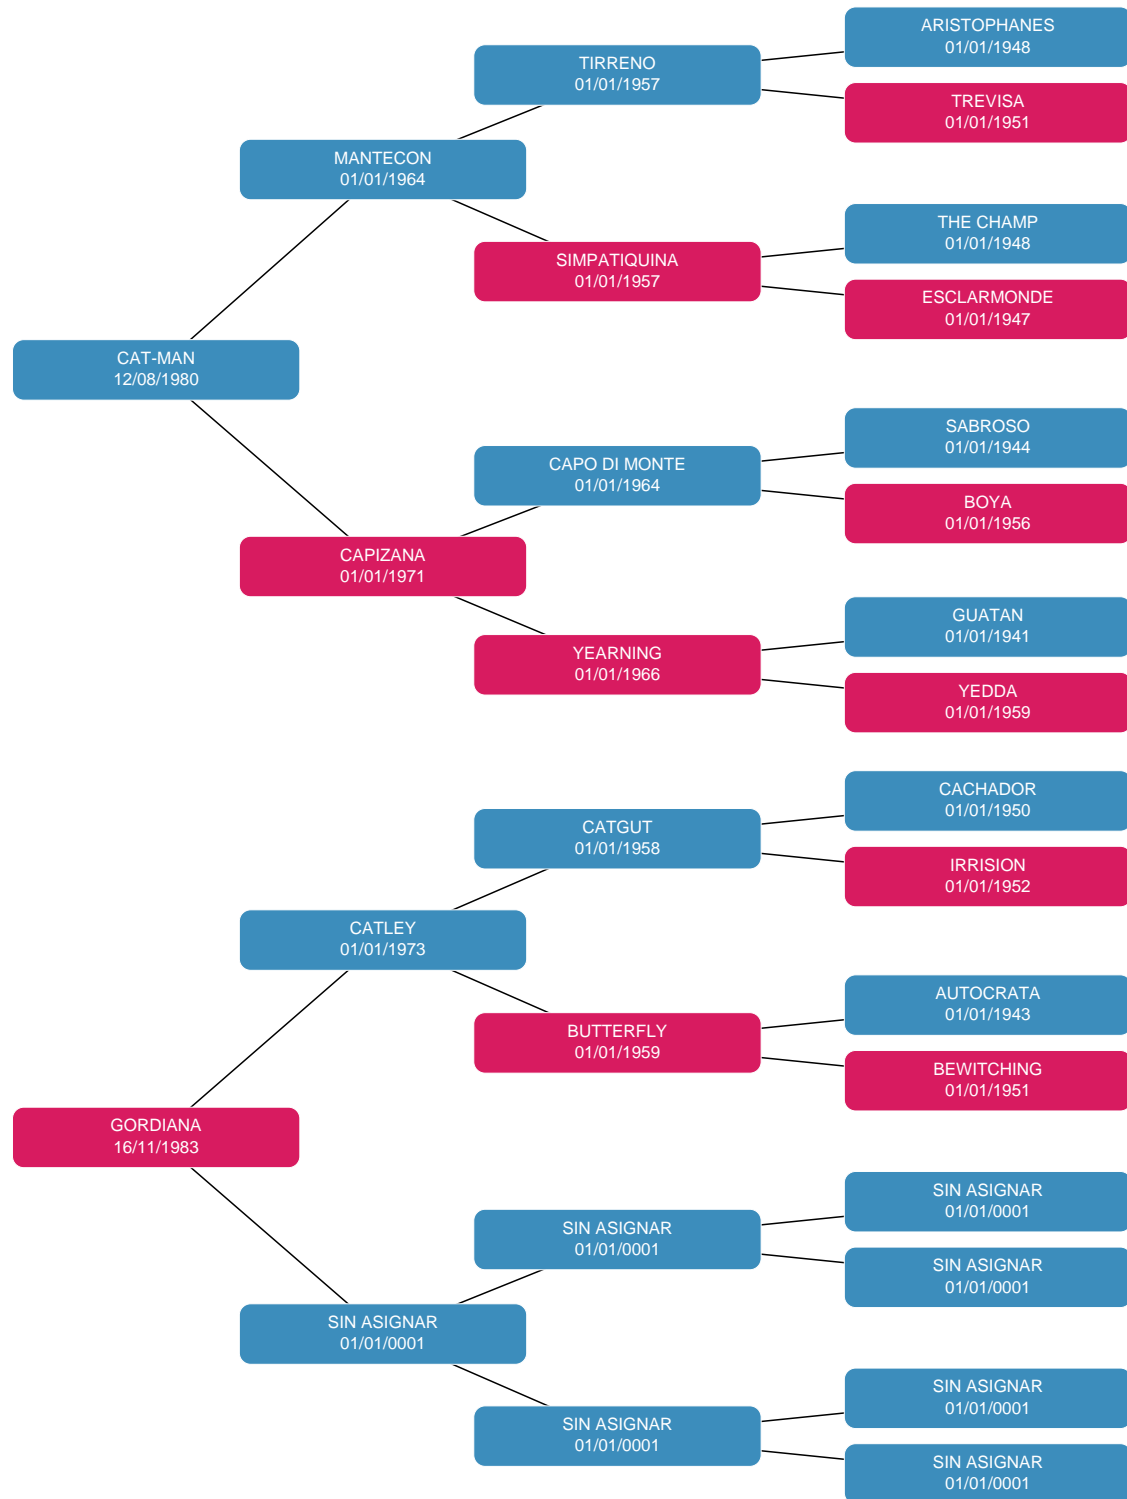 ARISTOPHANES
01/01/1948
TIRRENO
01/01/1957
TREVISA
01/01/1951
MANTECON
01/01/1964
THE CHAMP
01/01/1948
SIMPATIQUINA
01/01/1957
ESCLARMONDE
01/01/1947
CAT-MAN
12/08/1980
SABROSO
01/01/1944
CAPO DI MONTE
01/01/1964
BOYA
01/01/1956
CAPIZANA
01/01/1971
GUATAN
01/01/1941
YEARNING
01/01/1966
YEDDA
01/01/1959
CACHADOR
01/01/1950
CATGUT
01/01/1958
IRRISION
01/01/1952
CATLEY
01/01/1973
AUTOCRATA
01/01/1943
BUTTERFLY
01/01/1959
BEWITCHING
01/01/1951
GORDIANA
16/11/1983
SIN ASIGNAR
01/01/0001
SIN ASIGNAR
01/01/0001
SIN ASIGNAR
01/01/0001
SIN ASIGNAR
01/01/0001
SIN ASIGNAR
01/01/0001
SIN ASIGNAR
01/01/0001
SIN ASIGNAR
01/01/0001